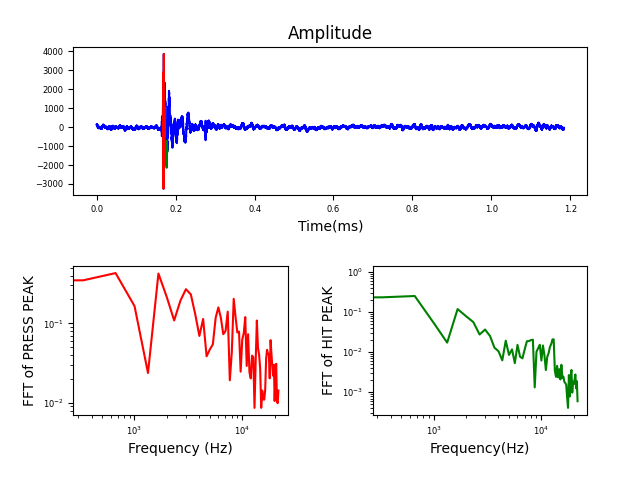 Amplitude
4000
3000
2000
1000
0
−1000
−2000
−3000
0.0 0.2 0.4 0.6 0.8 1.0 1.2
Time(ms)
FFT of PRESS PEAK
10⁻¹
10⁻²
10³ 10⁴
Frequency (Hz)
FFT of HIT PEAK
10⁰
10⁻¹
10⁻²
10⁻³
10³ 10⁴
Frequency(Hz)